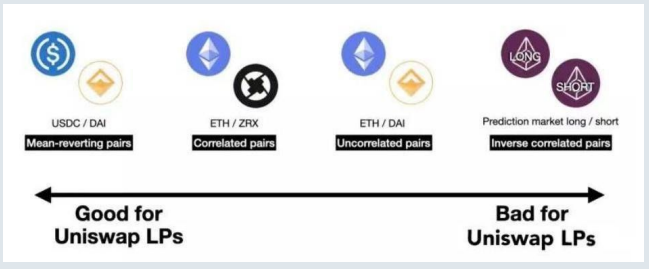 LONG
SHORT
USDC / DAI
ETH / ZRX
ETH / DAI
Prediction market long / short
Mean-reverting pairs
Correlated pairs
Uncorrelated pairs
Inverse correlated pairs
Good for
Uniswap LPs
Bad for
Uniswap LPs